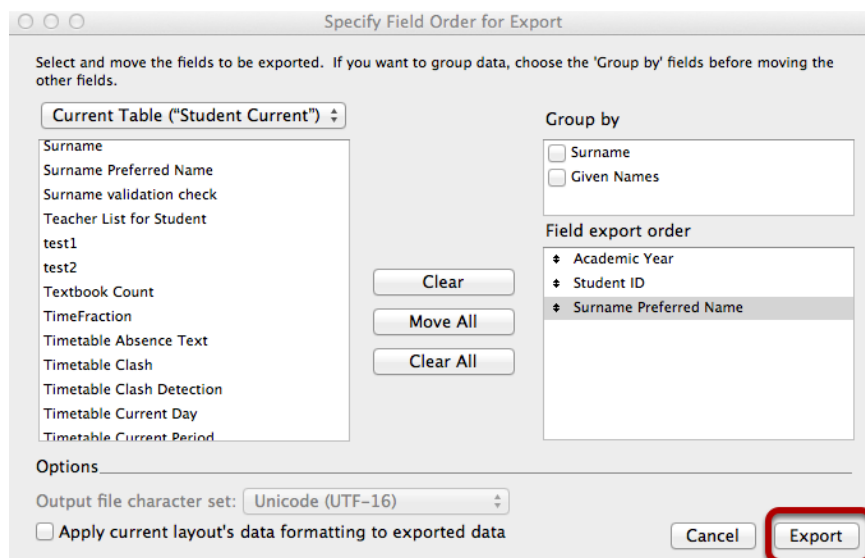 Specify Field Order for Export
Select and move the fields to be exported.  If you want to group data, choose the 'Group by' fields before moving the
other fields.
Current Table ("Student Current")
Surname
Surname Preferred Name
Surname validation check
Teacher List for Student
test1
test2
Textbook Count
TimeFraction
Timetable Absence Text
Timetable Clash
Timetable Clash Detection
Timetable Current Day
Timetable Current Period
Clear
Move All
Clear All
Group by
Surname
Given Names
Field export order
Academic Year
Student ID
Surname Preferred Name
Options
Output file character set: Unicode (UTF-16)
Apply current layout's data formatting to exported data
Cancel
Export